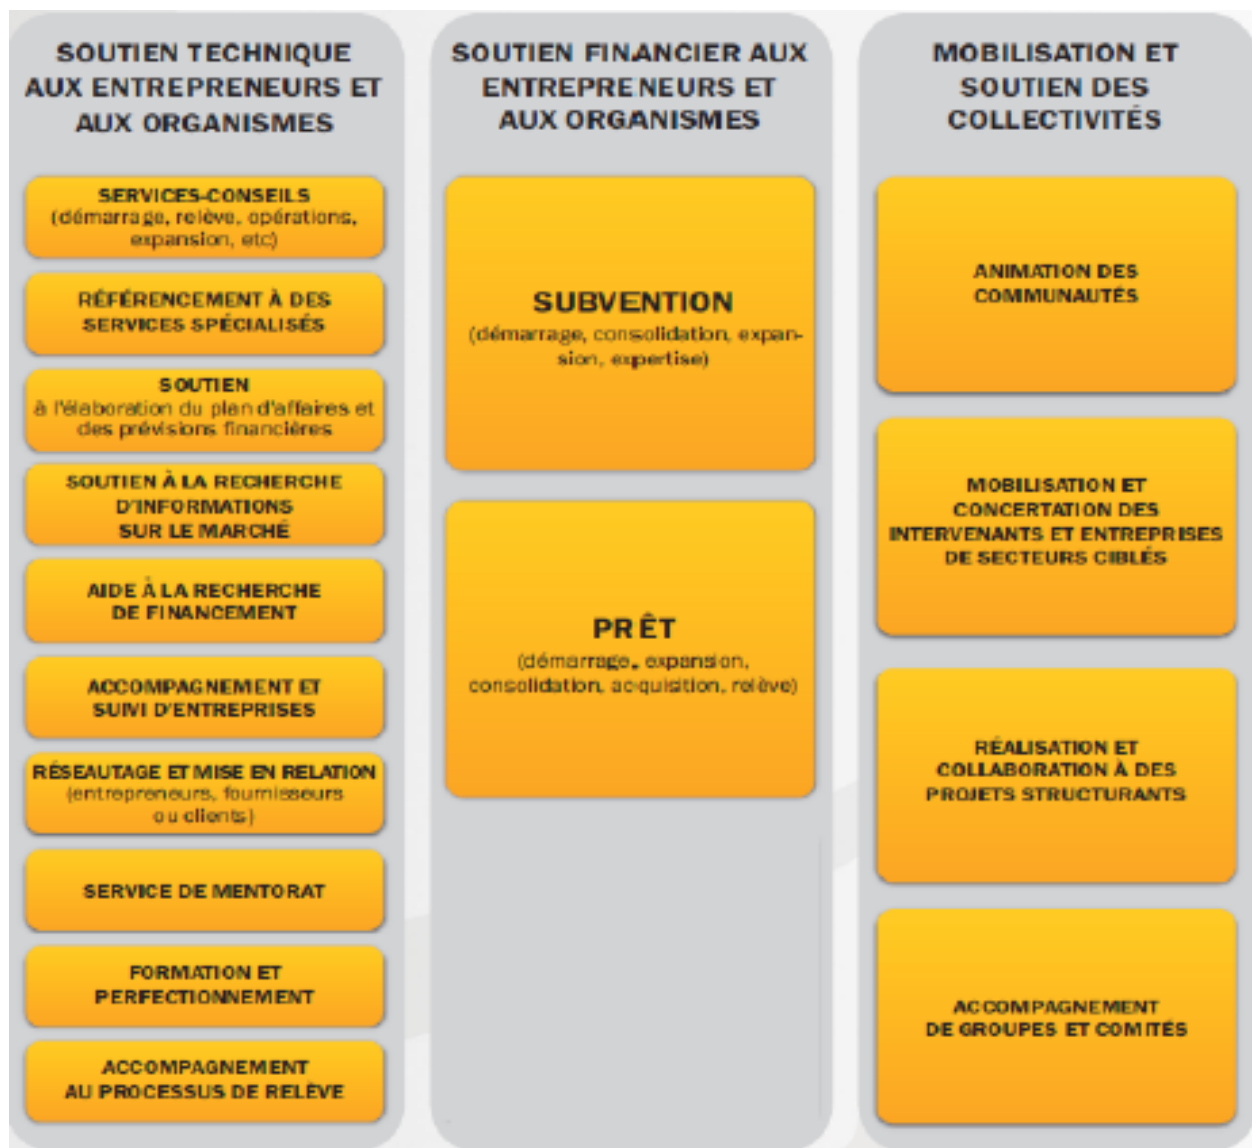 SOUTIEN TECHNIQUE
AUX ENTREPRENEURS ET
AUX ORGANISMES
SERVICES-CONSEILS
(démarrage, relève, opérations,
expansion, etc)
RÉFÉRENCEMENT À DES
SERVICES SPÉCIALISÉS
SOUTIEN
à l'élaboration du plan d'affaires et
des prévisions financières
SOUTIEN À LA RECHERCHE
D'INFORMATIONS
SUR LE MARCHÉ
AIDE À LA RECHERCHE
DE FINANCEMENT
ACCOMPAGNEMENT ET
SUIVI D'ENTREPRISES
RÉSEAUTAGE ET MISE EN RELATION
(entrepreneurs, fournisseurs
ou clients)
SERVICE DE MENTORAT
FORMATION ET
PERFECTIONNEMENT
ACCOMPAGNEMENT
AU PROCESSUS DE RELÈVE
SOUTIEN FINANCIER AUX
ENTREPRENEURS ET
AUX ORGANISMES
SUBVENTION
(démarrage, consolidation, expan-
sion, expertise)
PRÊT
(démarrage, expansion,
consolidation, acquisition, relève)
MOBILISATION ET
SOUTIEN DES
COLLECTIVITÉS
ANIMATION DES
COMMUNAUTÉS
MOBILISATION ET
CONCERTATION DES
INTERVENANTS ET ENTREPRISES
DE SECTEURS CIBLÉS
RÉALISATION ET
COLLABORATION À DES
PROJETS STRUCTURANTS
ACCOMPAGNEMENT
DE GROUPES ET COMITÉS